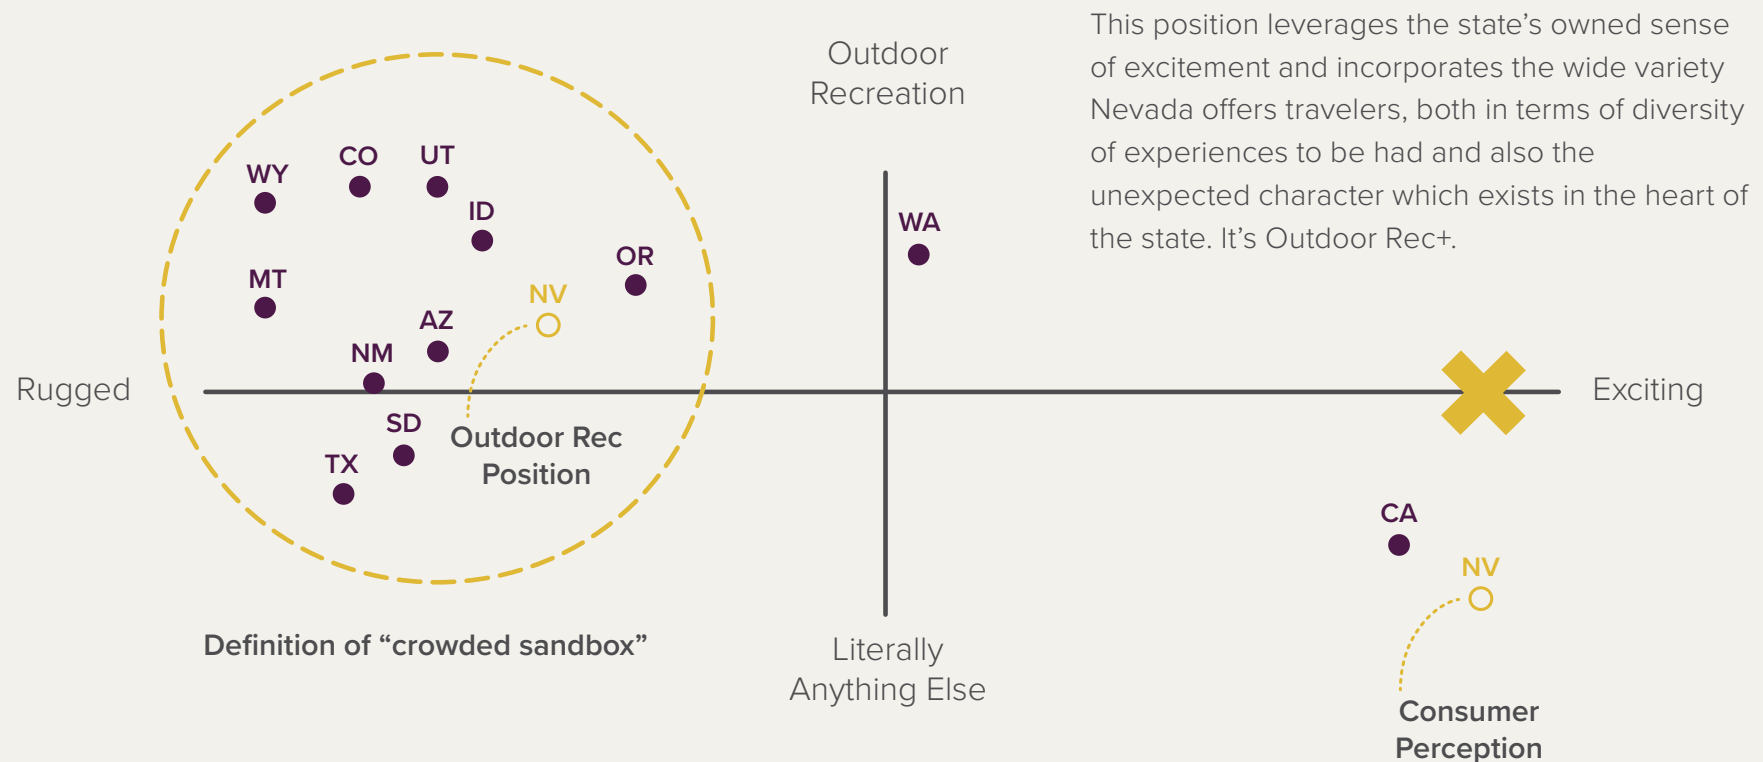 This position leverages the state’s owned sense
of excitement and incorporates the wide variety
Nevada offers travelers, both in terms of diversity
of experiences to be had and also the
unexpected character which exists in the heart of
the state. It’s Outdoor Rec+.
Outdoor
Recreation
WY
CO
UT
ID
WA
OR
MT
NV
AZ
NM
Rugged
Exciting
SD
Outdoor Rec
Position
TX
CA
NV
Definition of “crowded sandbox”
Literally
Anything Else
Consumer
Perception